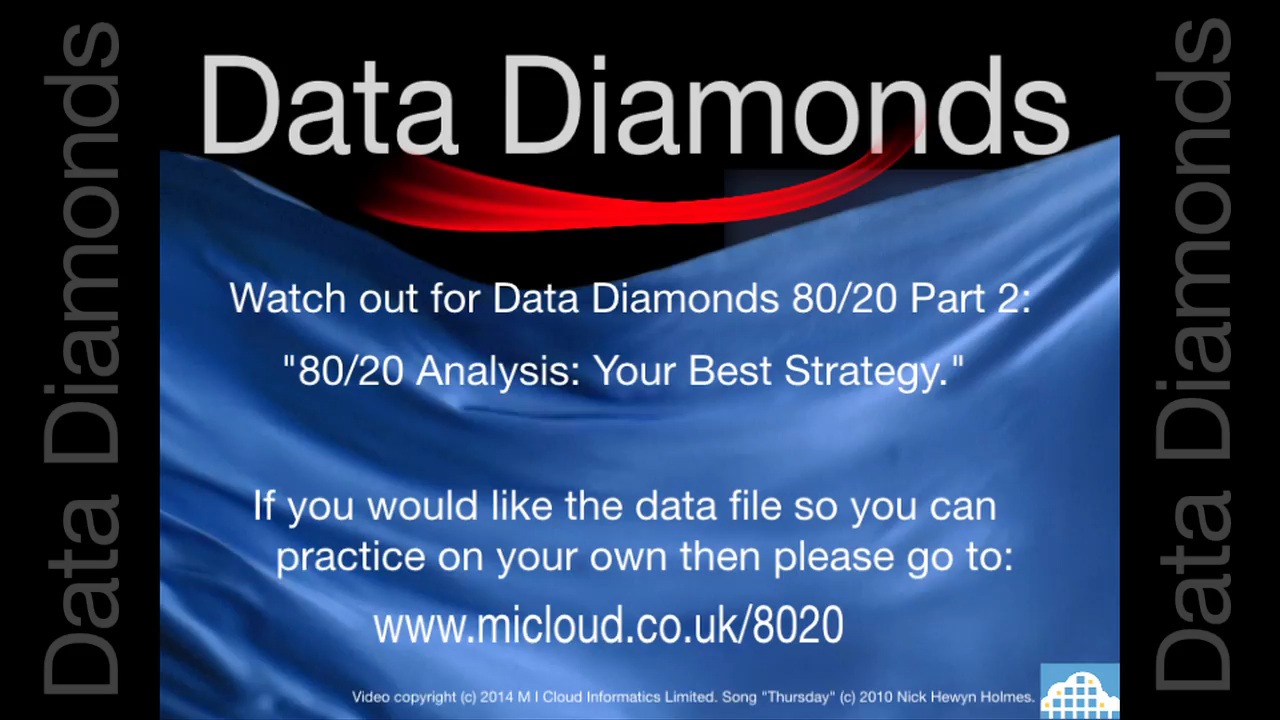 Data Diamonds
Data Diamonds
Watch out for Data Diamonds 80/20 Part 2:
"80/20 Analysis: Your Best Strategy."
If you would like the data file so you can
practice on your own then please go to:
www.micloud.co.uk/8020
Video copyright (c) 2014 M I Cloud Informatics Limited. Song "Thursday" (c) 2010 Nick Hewyn Holmes.
Data Diamonds